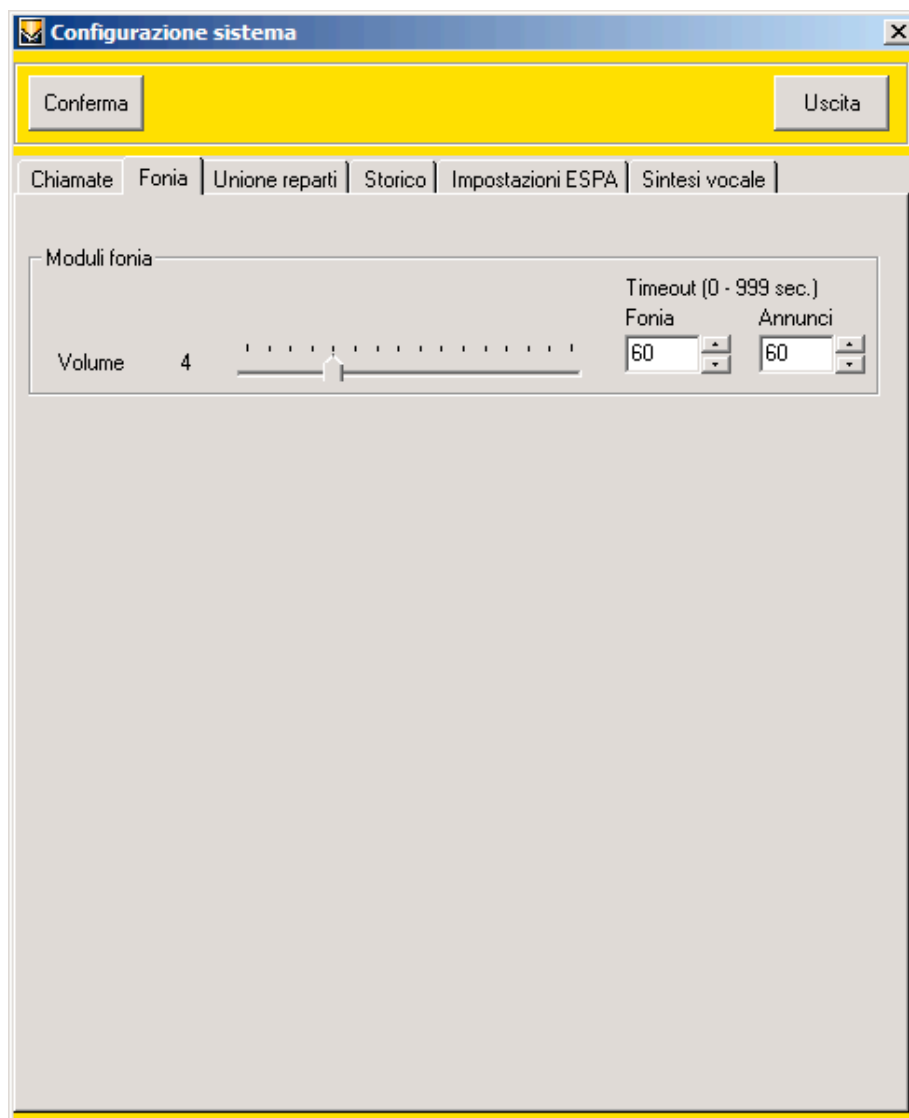 Configurazione sistema
Conferma
Uscita
Chiamate Fonia Unione reparti Storico Impostazioni ESPA Sintesi vocale
Moduli fonia
Timeout (0 - 999 sec.)
Fonia Annunci
Volume 4 60 60